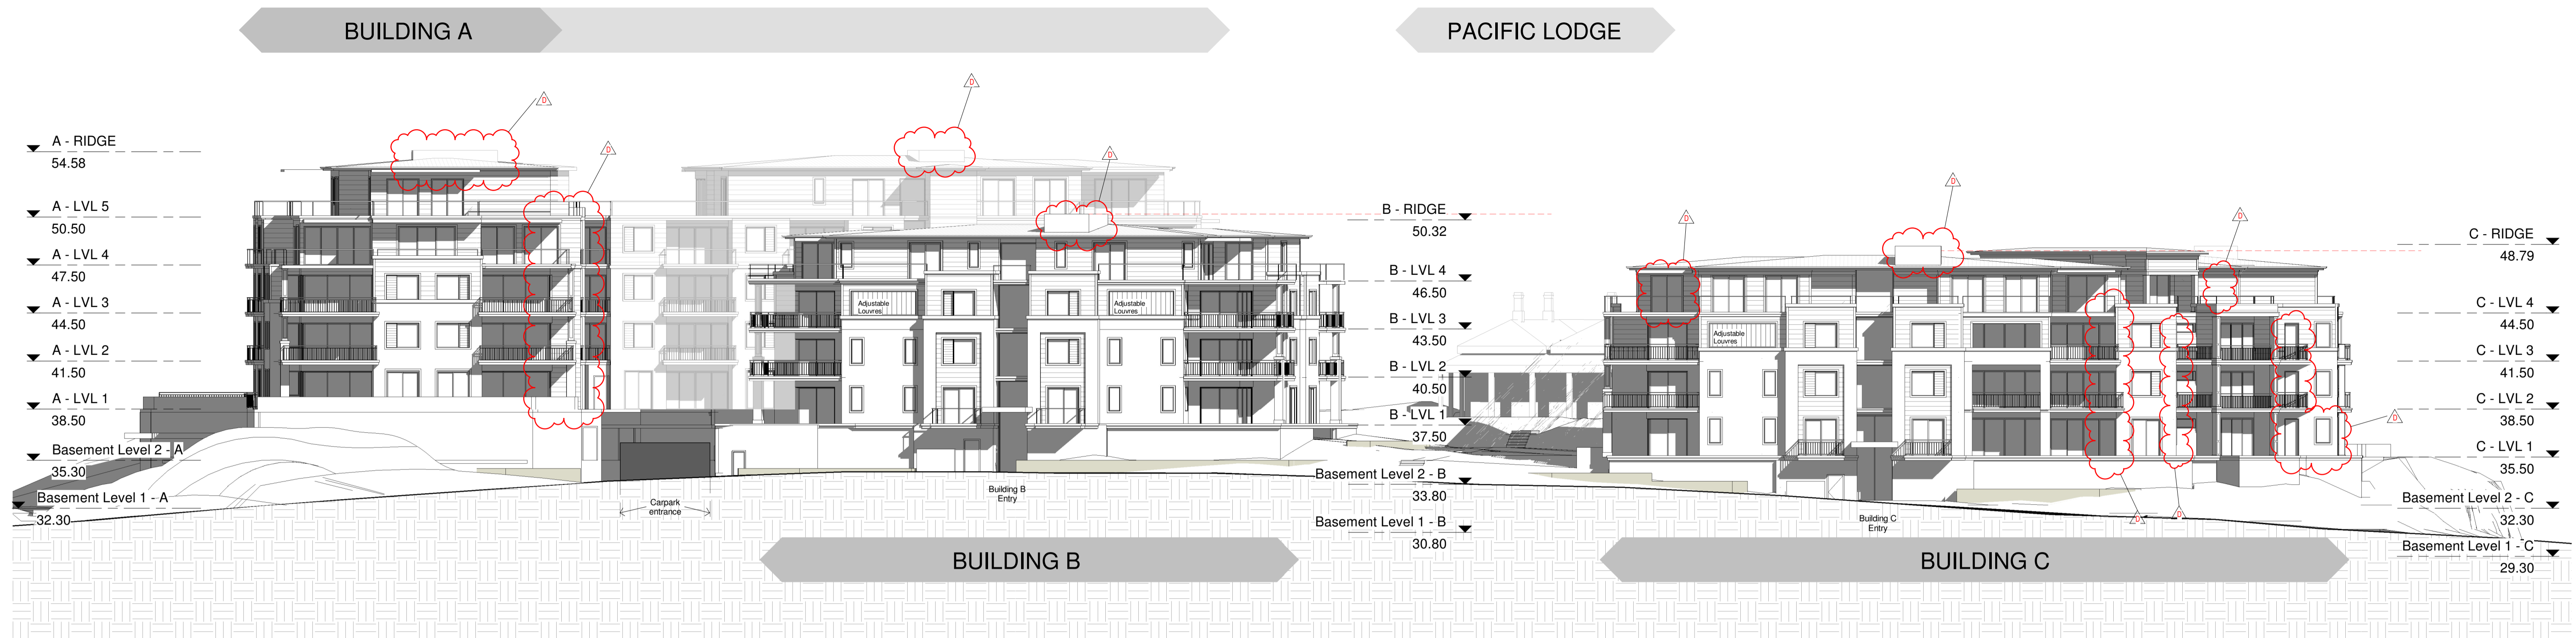 BUILDING A
PACIFIC LODGE
D
D
D
D
D
D
D
D
D
D
A - RIDGE
54.58
A - LVL 5
50.50
A - LVL 4
47.50
A - LVL 3
44.50
A - LVL 2
41.50
A - LVL 1
38.50
Basement Level 2 - A
35.30
Basement Level 1 - A
32.30
Adjustable
Louvres
Adjustable
Louvres
Carpark
entrance
Building B
Entry
B - RIDGE
50.32
B - LVL 4
46.50
B - LVL 3
43.50
B - LVL 2
40.50
B - LVL 1
37.50
Basement Level 2 - B
33.80
Basement Level 1 - B
30.80
Adjustable
Louvres
Building C
Entry
C - RIDGE
48.79
C - LVL 4
44.50
C - LVL 3
41.50
C - LVL 2
38.50
C - LVL 1
35.50
Basement Level 2 - C
32.30
Basement Level 1 - C
29.30
BUILDING B
BUILDING C